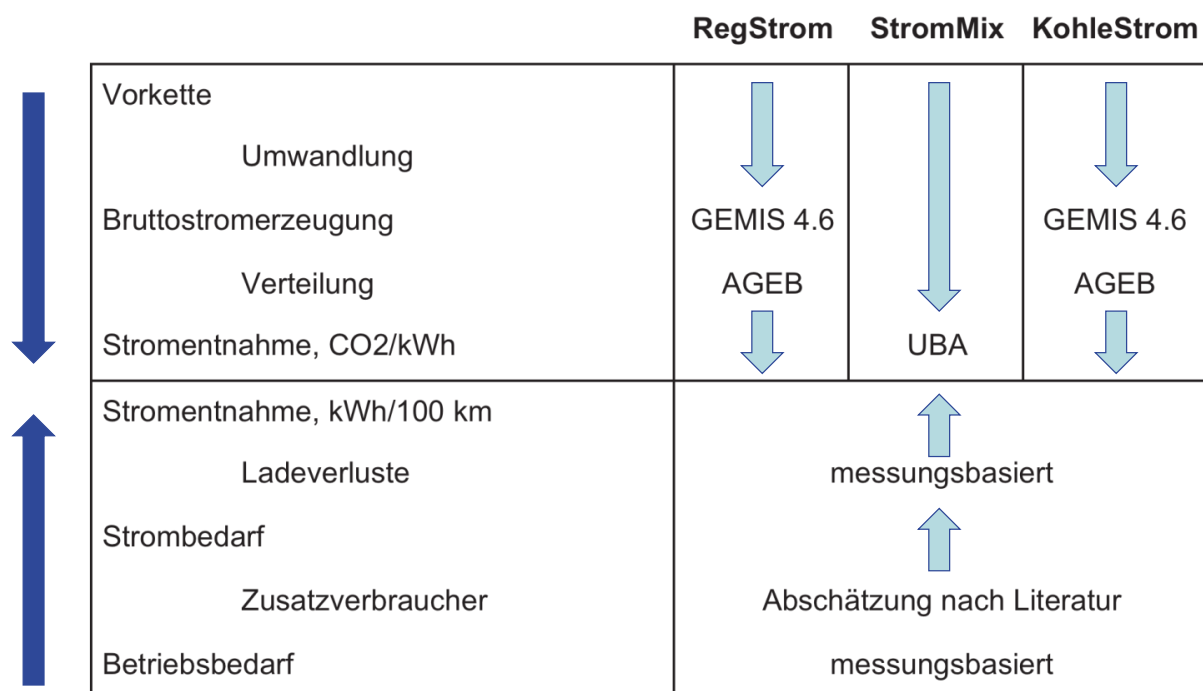 RegStrom StromMix KohleStrom
Vorkette
Umwandlung
Bruttostromerzeugung GEMIS 4.6 GEMIS 4.6
Verteilung AGEB AGEB
Stromentnahme, CO2/kWh UBA
Stromentnahme, kWh/100 km
Ladeverluste messungsbasiert
Strombedarf
Zusatzverbraucher Abschätzung nach Literatur
Betriebsbedarf messungsbasiert